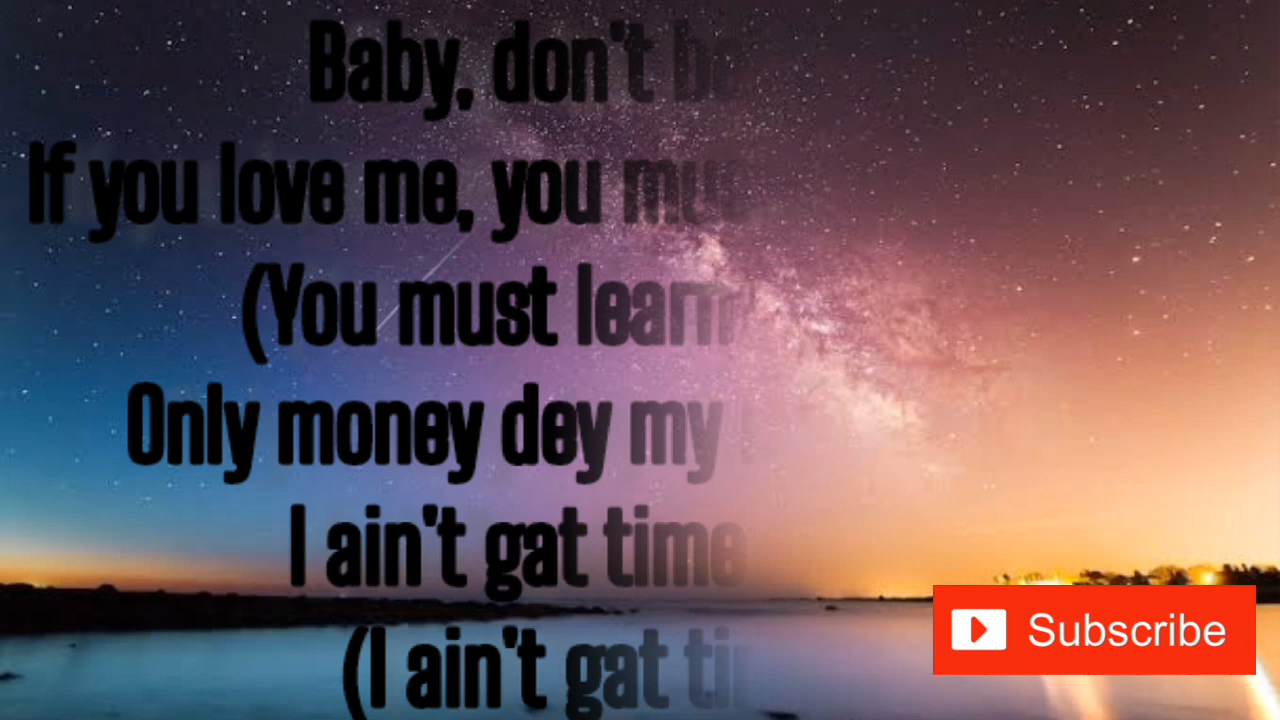 Baby, don't
If you love me, you
(You must learn
Only money dey my
I ain't gat time
(I ain't gat
Subscribe